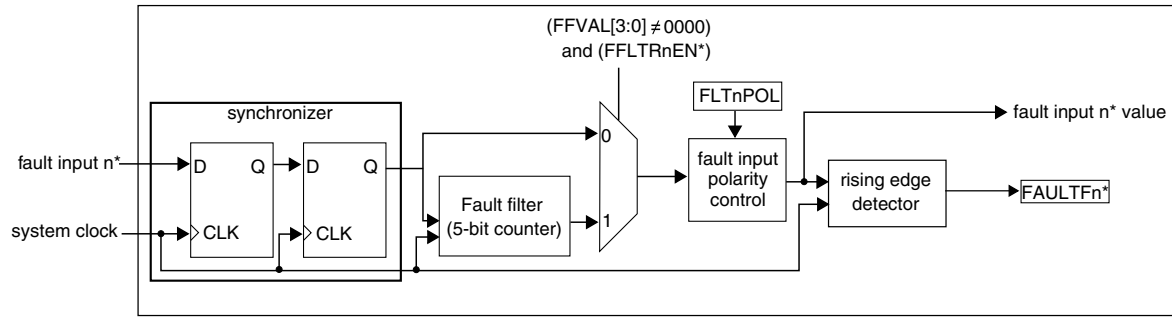 (FFVAL[3:0] ≠ 0000)
and (FFLTRnEN*)
synchronizer
FLTnPOL
fault input n* value
fault input n*
D Q
D Q
0
fault input
polarity
control
rising edge
detector
FAULTFn*
Fault filter
(5-bit counter)
1
system clock
CLK
CLK